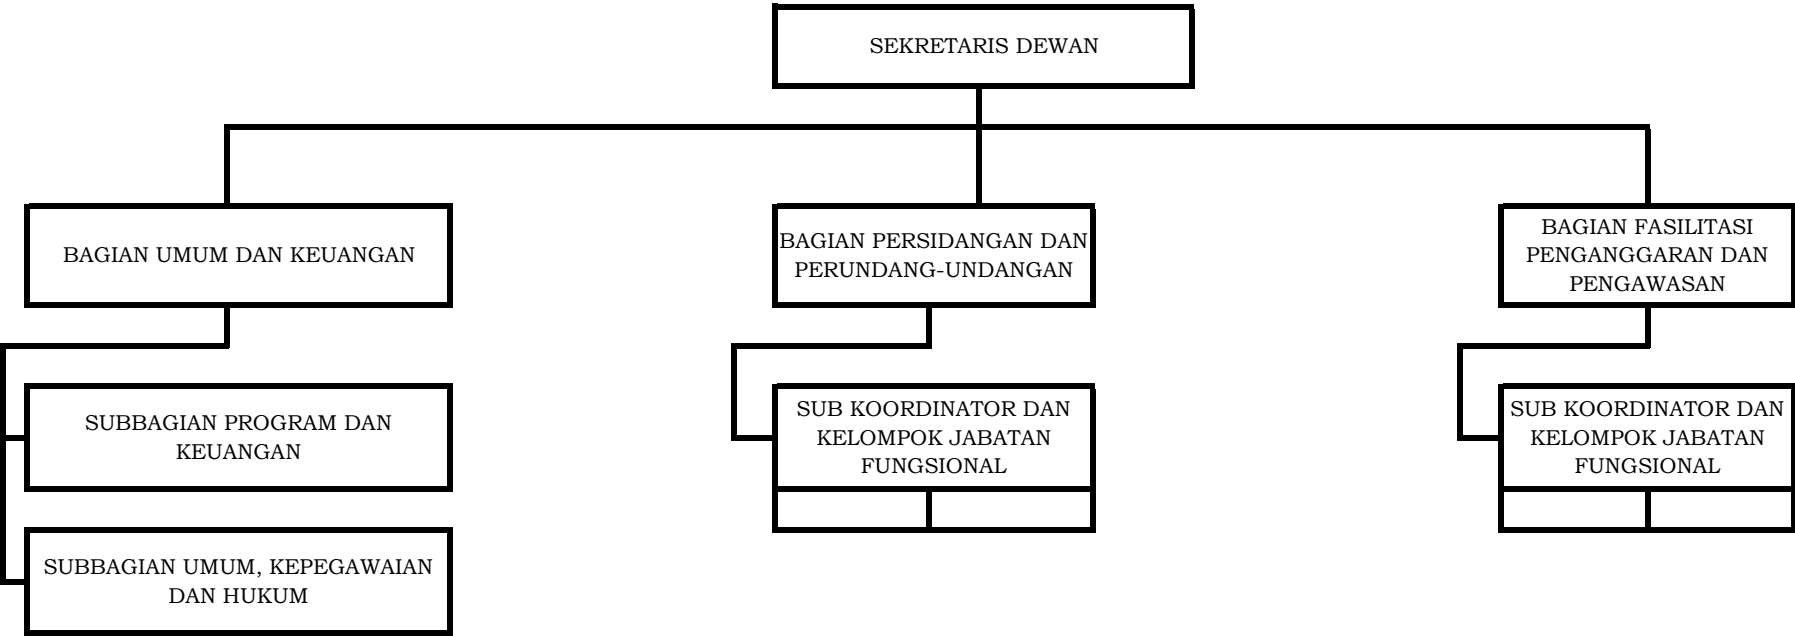 SEKRETARIS DEWAN
BAGIAN UMUM DAN KEUANGAN
BAGIAN PERSIDANGAN DAN
PERUNDANG-UNDANGAN
BAGIAN FASILITASI
PENGANGGARAN DAN
PENGAWASAN
SUBBAGIAN PROGRAM DAN
KEUANGAN
SUB KOORDINATOR DAN
KELOMPOK JABATAN
FUNGSIONAL
SUB KOORDINATOR DAN
KELOMPOK JABATAN
FUNGSIONAL
SUBBAGIAN UMUM, KEPEGAWAIAN
DAN HUKUM